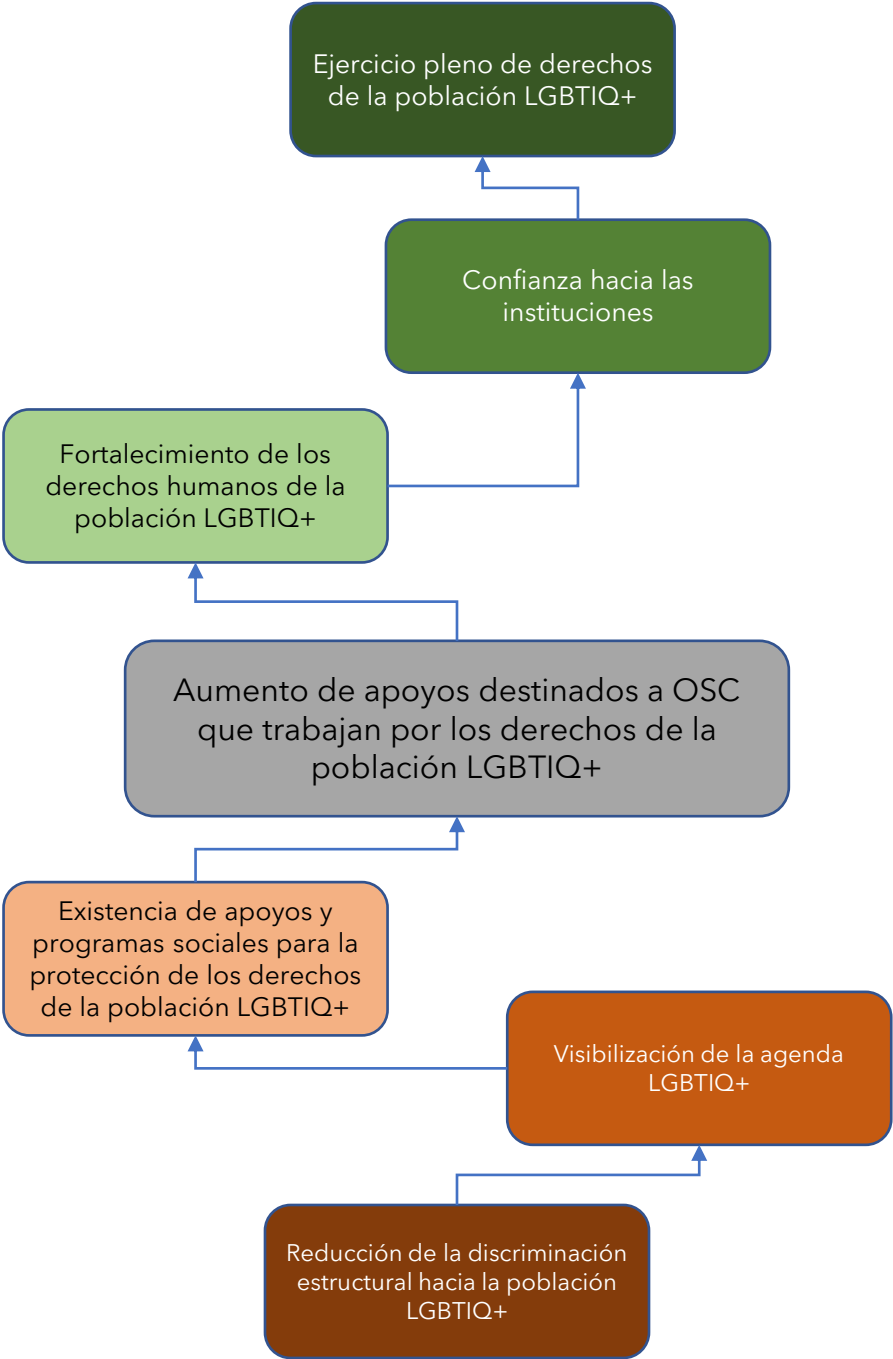 Ejercicio pleno de derechos
de la población LGBTIQ+
Confianza hacia las
instituciones
Fortalecimiento de los
derechos humanos de la
población LGBTIQ+
Aumento de apoyos destinados a OSC
que trabajan por los derechos de la
población LGBTIQ+
Existencia de apoyos y
programas sociales para la
protección de los derechos
de la población LGBTIQ+
Visibilización de la agenda
LGBTIQ+
Reducción de la discriminación
estructural hacia la población
LGBTIQ+